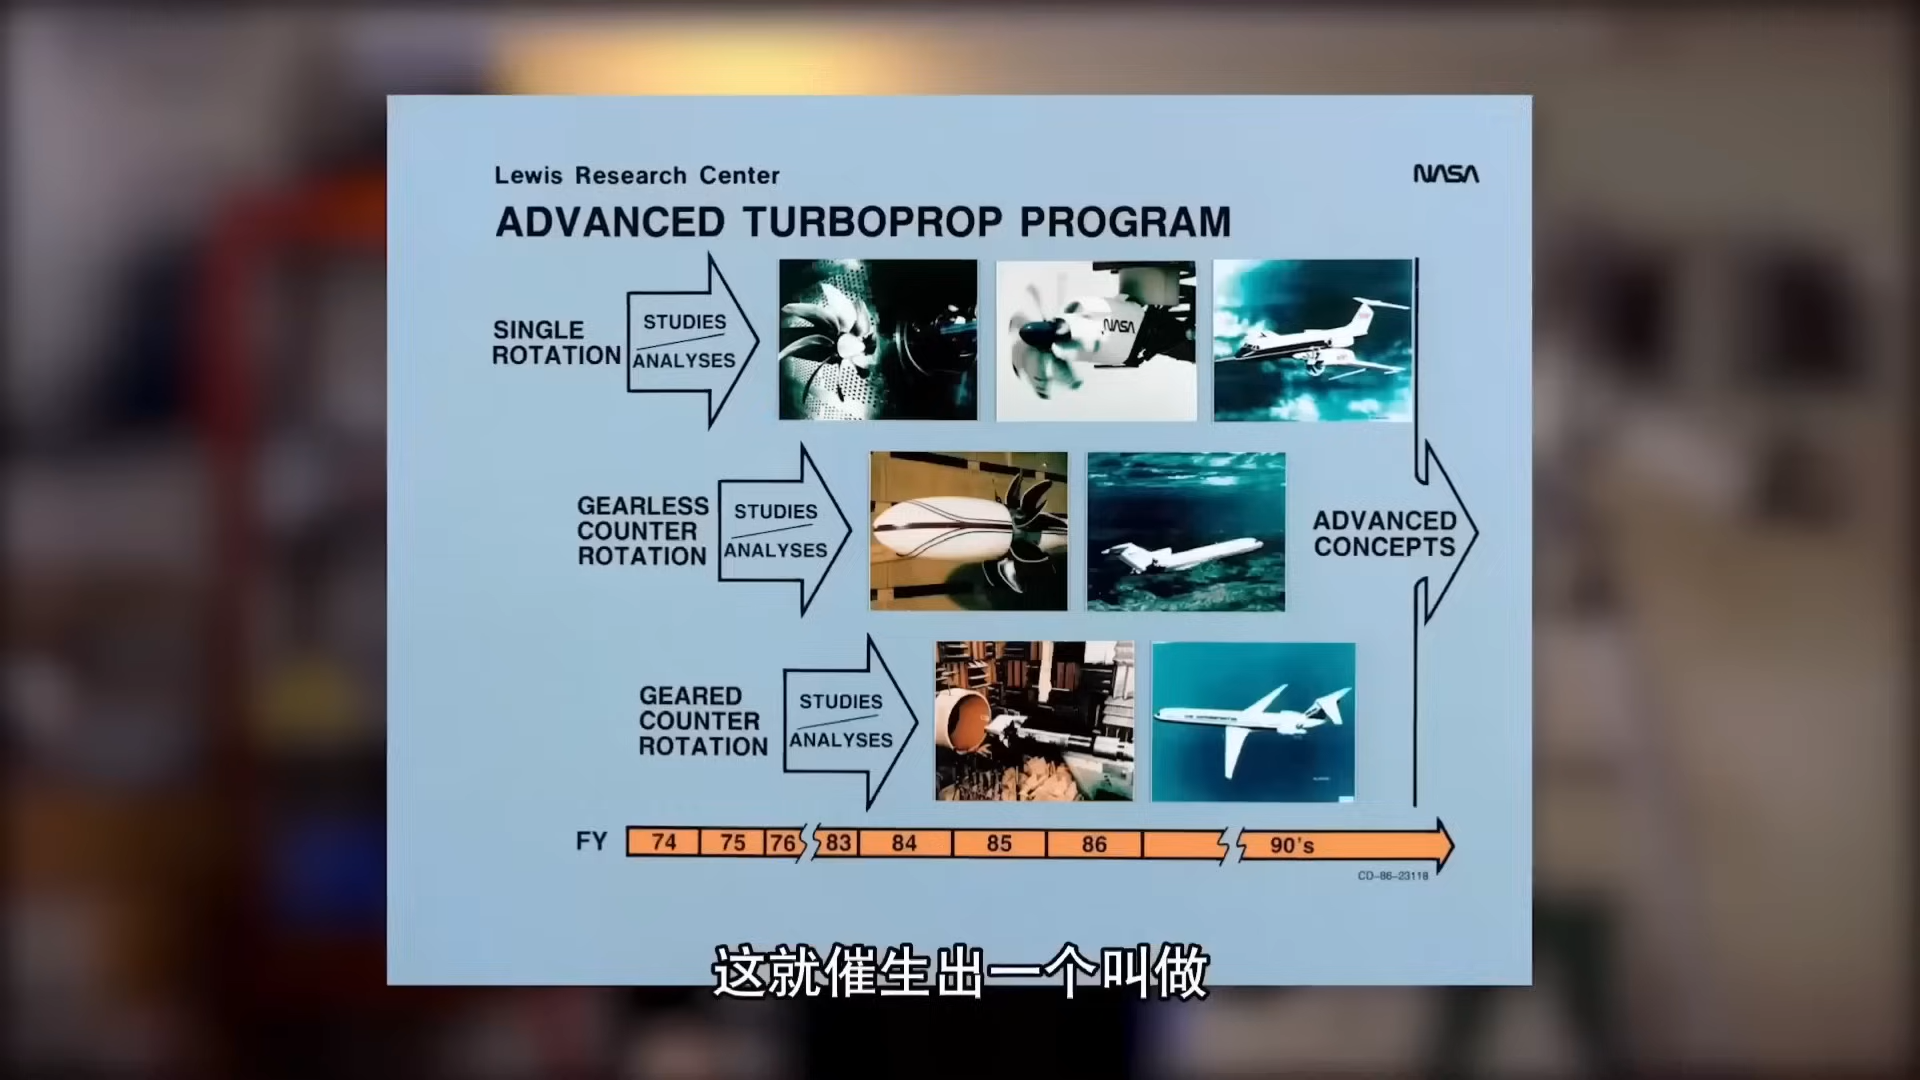 Lewis Research Center
NASA
ADVANCED TURBOPROP PROGRAM
SINGLE
ROTATION
STUDIES
ANALYSES
NASA
GEARLESS
COUNTER
ROTATION
STUDIES
ANALYSES
ADVANCED
CONCEPTS
GEARED
COUNTER
ROTATION
STUDIES
ANALYSES
FY 74 75 76 83 84 85 86 90's
CD-86-23118
这就催生出一个叫做